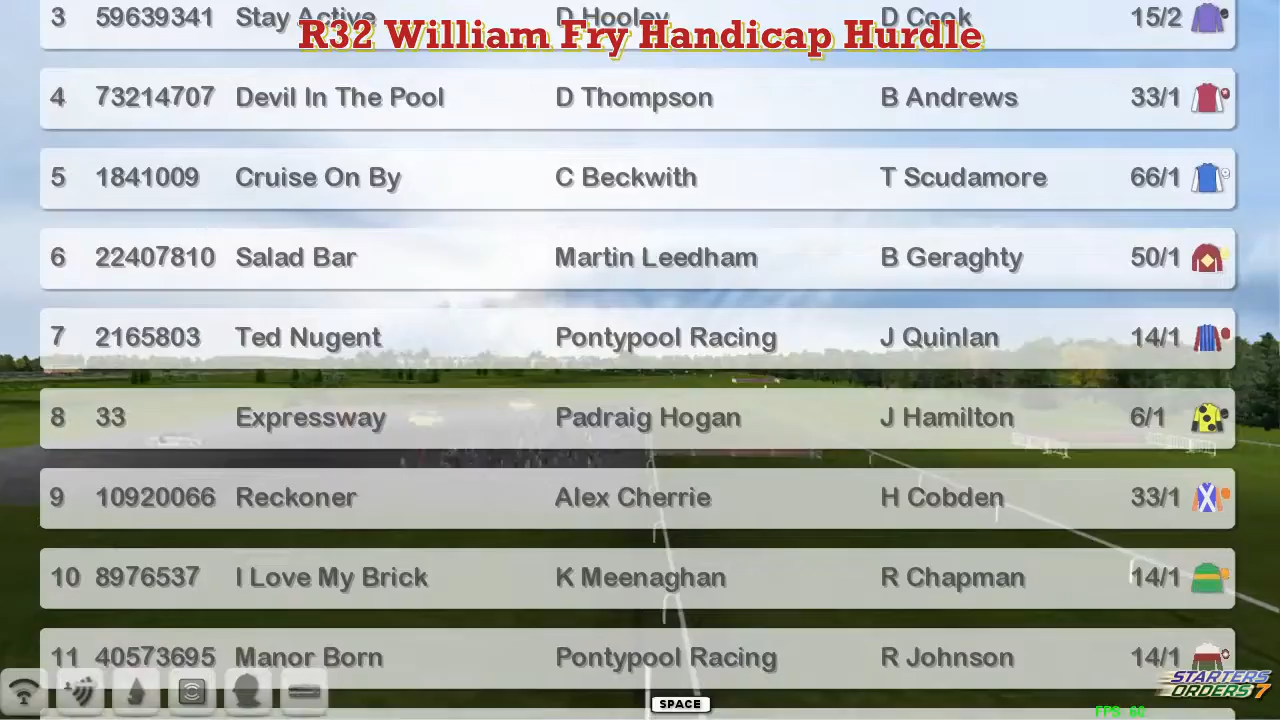 R32 William Fry Handicap Hurdle
3 59639341 Stay Active D Hooley D Cook 15/2
4 73214707 Devil In The Pool D Thompson B Andrews 33/1
5 1841009 Cruise On By C Beckwith T Scudamore 66/1
6 22407810 Salad Bar Martin Leedham B Geraghty 50/1
7 2165803 Ted Nugent Pontypool Racing J Quinlan 14/1
8 33 Expressway Padraig Hogan J Hamilton 6/1
9 10920066 Reckoner Alex Cherrie H Cobden 33/1
10 8976537 I Love My Brick K Meenaghan R Chapman 14/1
11 40573695 Manor Born Pontypool Racing R Johnson 14/1
STARTERS
ORDERS 7
SPACE
FPS 60